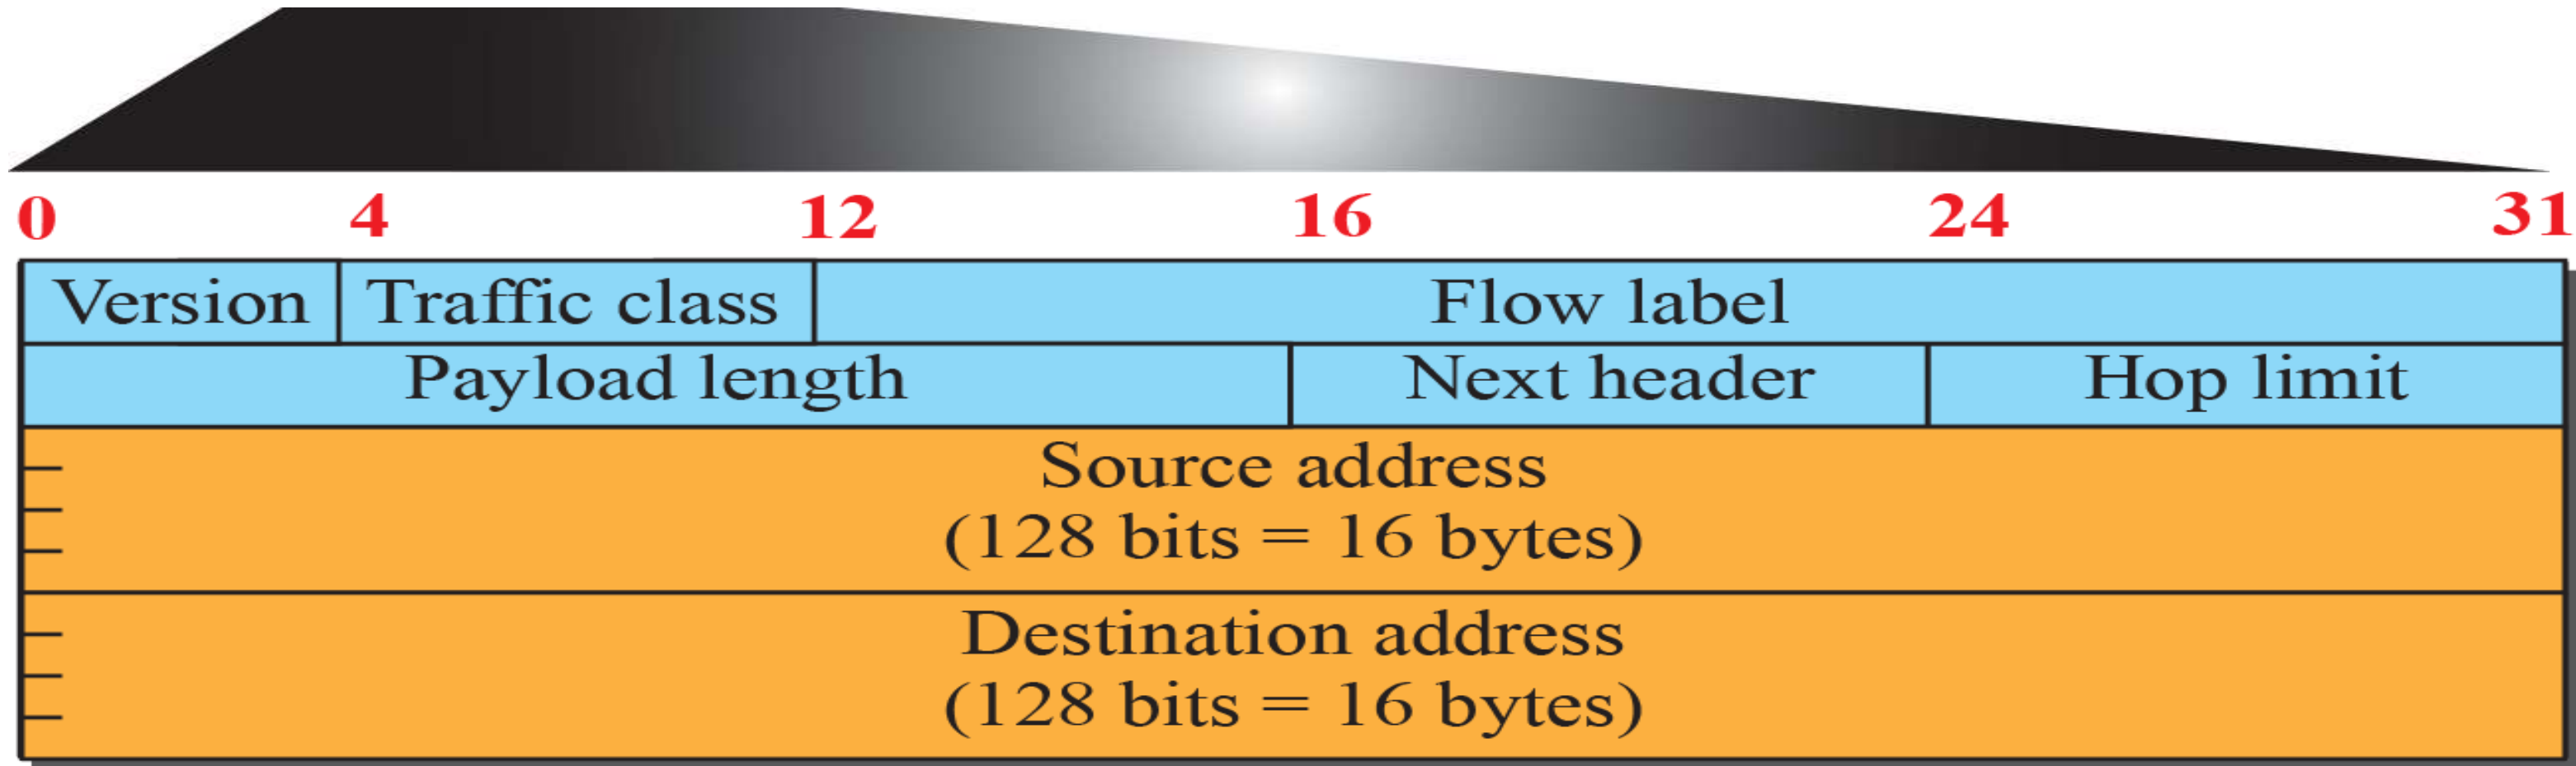 0 4 12 16 24 31
Version Traffic class Flow label
Payload length Next header Hop limit
Source address
(128 bits = 16 bytes)
Destination address
(128 bits = 16 bytes)